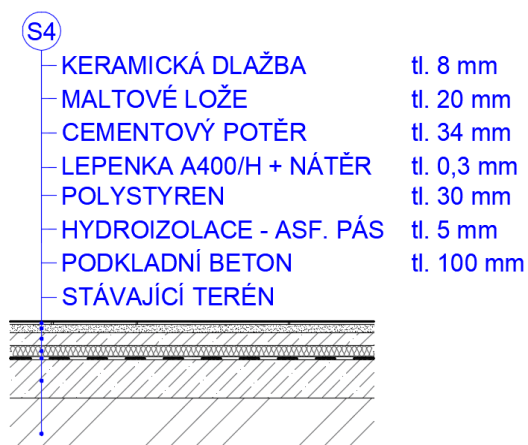 S4
KERAMICKÁ DLAŽBA tl. 8 mm
MALTOVÉ LOŽE tl. 20 mm
CEMENTOVÝ POTĚR tl. 34 mm
LEPENKA A400/H + NÁTĚR tl. 0,3 mm
POLYSTYREN tl. 30 mm
HYDROIZOLACE - ASF. PÁS tl. 5 mm
PODKLADNÍ BETON tl. 100 mm
STÁVAJÍCÍ TERÉN